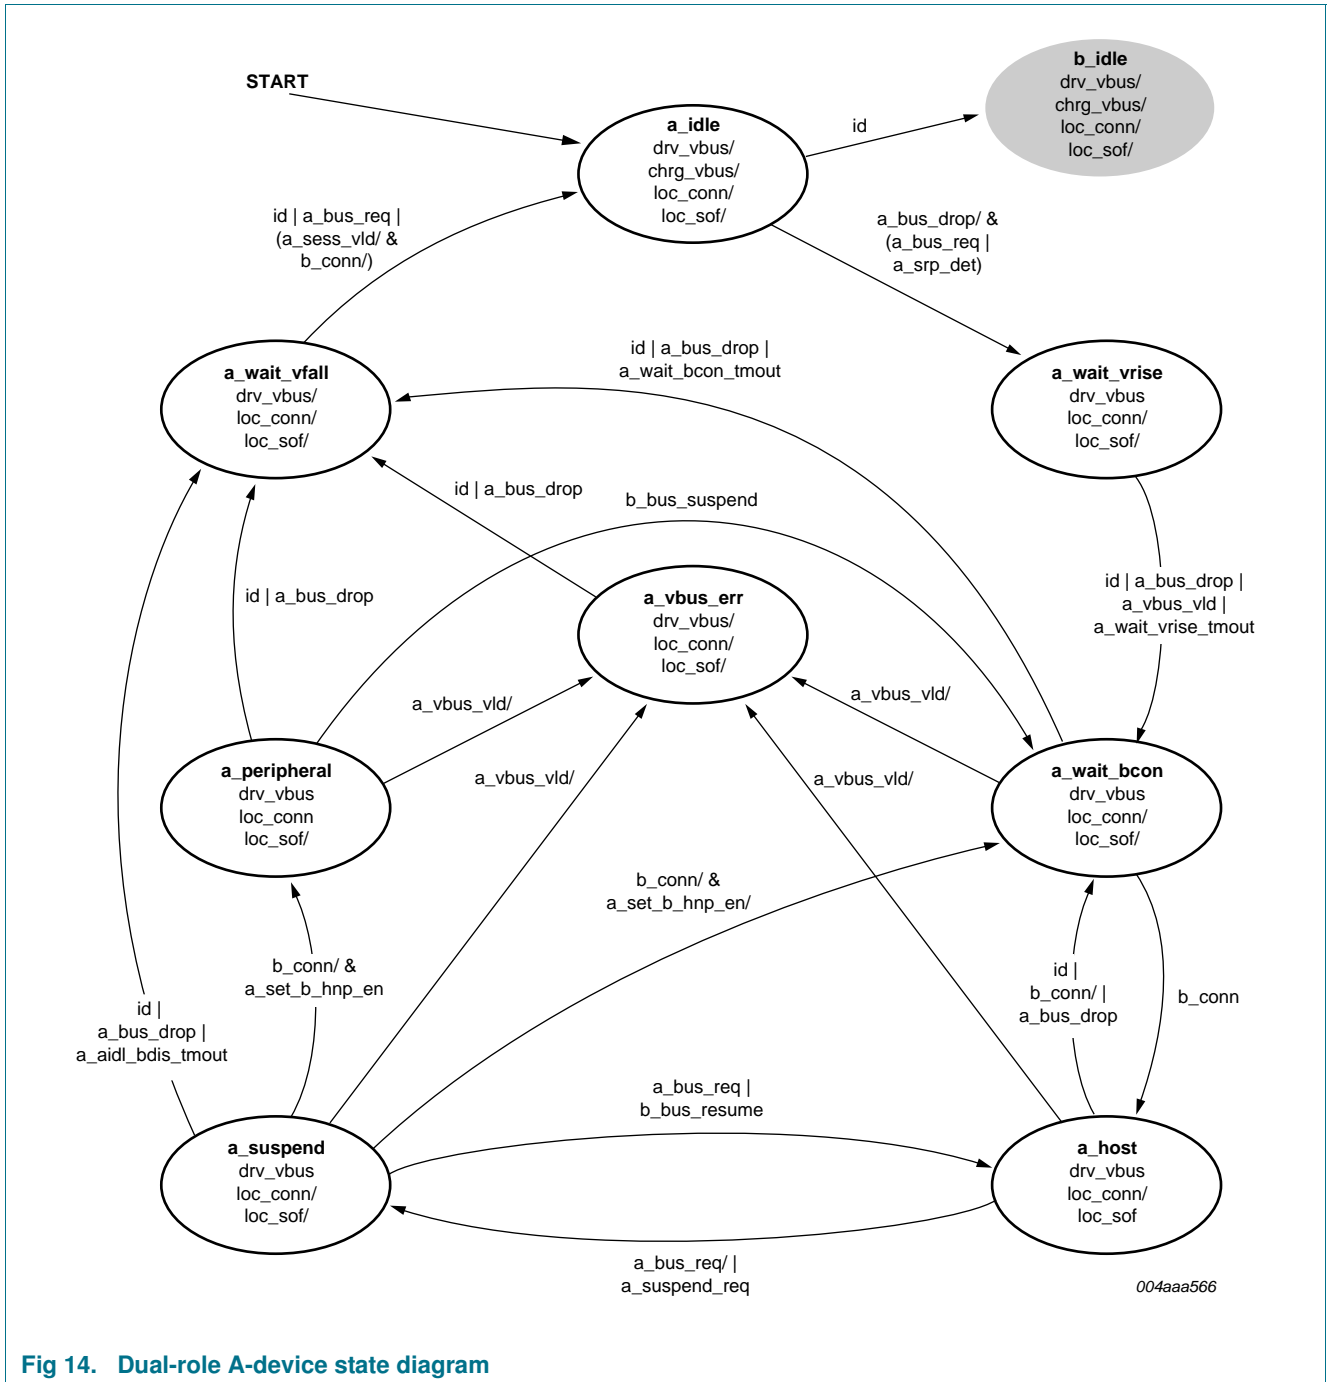 START
b_idle
drv_vbus/
chrg_vbus/
loc_conn/
loc_sof/
a_idle
drv_vbus/
chrg_vbus/
loc_conn/
loc_sof/
id
id | a_bus_req |
(a_sess_vld/ &
b_conn/)
a_bus_drop/ &
(a_bus_req |
a_srp_det)
a_wait_vfall
drv_vbus/
loc_conn/
loc_sof/
id | a_bus_drop |
a_wait_bcon_tmout
a_wait_vrise
drv_vbus
loc_conn/
loc_sof/
id | a_bus_drop
b_bus_suspend
id | a_bus_drop
a_vbus_err
drv_vbus/
loc_conn/
loc_sof/
id | a_bus_drop |
a_vbus_vld |
a_wait_vrise_tmout
a_vbus_vld/
a_vbus_vld/
a_peripheral
drv_vbus
loc_conn
loc_sof/
a_vbus_vld/
a_vbus_vld/
a_wait_bcon
drv_vbus
loc_conn/
loc_sof/
b_conn/ &
a_set_b_hnp_en/
b_conn/ &
a_set_b_hnp_en
id |
b_conn/ |
a_bus_drop
b_conn
id |
a_bus_drop |
a_aidl_bdis_tmout
a_bus_req |
b_bus_resume
a_suspend
drv_vbus
loc_conn/
loc_sof/
a_host
drv_vbus
loc_conn/
loc_sof
a_bus_req/ |
a_suspend_req
004aaa566
Fig 14. Dual-role A-device state diagram